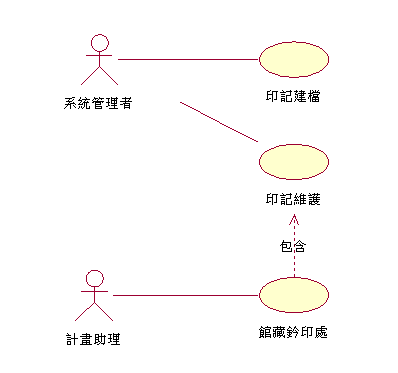 系統管理者
印記建檔
印記維護
包含
計畫助理
館藏鈐印處